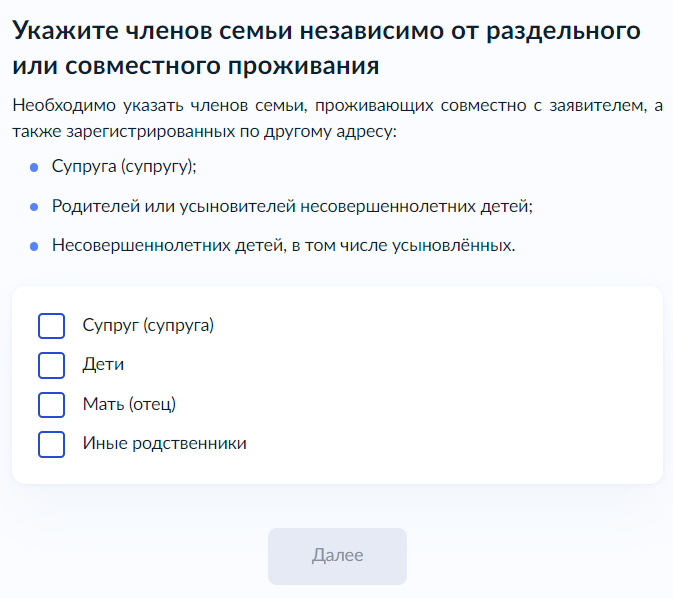 Укажите членов семьи независимо от раздельного
или совместного проживания
Необходимо указать членов семьи, проживающих совместно с заявителем, а
также зарегистрированных по другому адресу:
Супруга (супругу);
Родителей или усыновителей несовершеннолетних детей;
Несовершеннолетних детей, в том числе усыновлённых.
Супруг (супруга)
Дети
Мать (отец)
Иные родственники
Далее